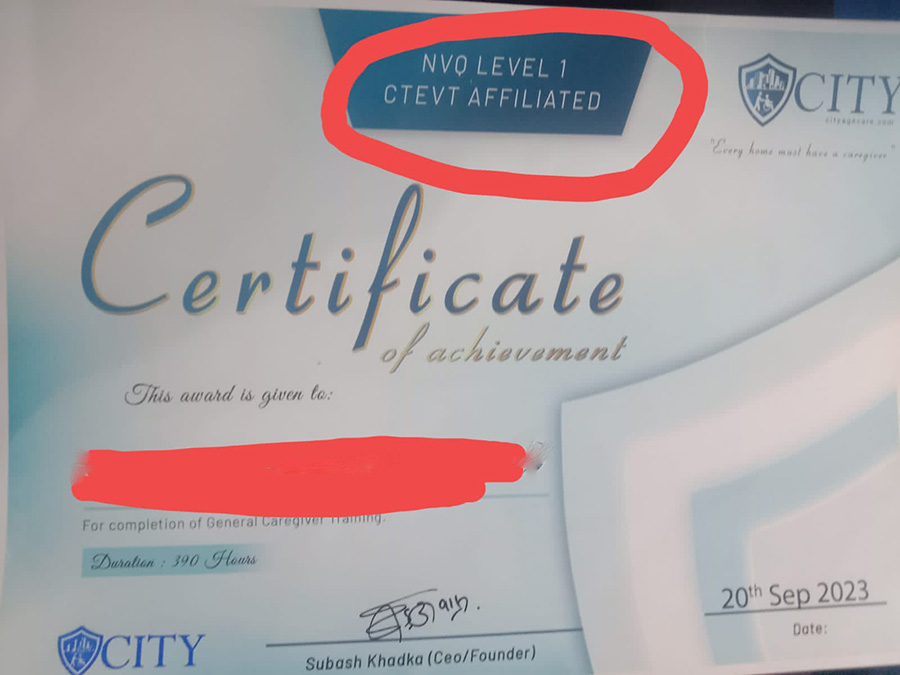 NVQ LEVEL 1
CTEVT AFFILIATED
CITY
cityagecare.com
"Every home must have a caregiver"
Certificate
of achievement
This award is given to:
For completion of General Caregiver Training.
Duration : 390 Hours
20th Sep 2023
Date:
CITY
Subash Khadka (Ceo/Founder)